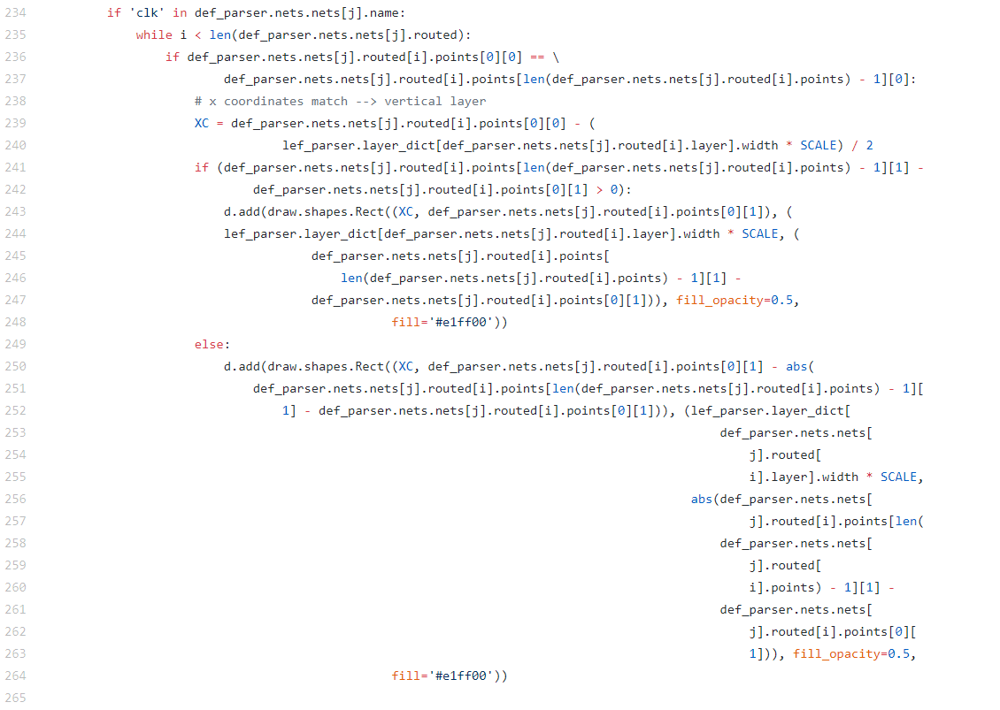 234 if 'clk' in def_parser.nets.nets[j].name:
235 while i < len(def_parser.nets.nets[j].routed):
236 if def_parser.nets.nets[j].routed[i].points[0][0] == \
237 def_parser.nets.nets[j].routed[i].points[len(def_parser.nets.nets[j].routed[i].points) - 1][0]:
238 # x coordinates match --> vertical layer
239 XC = def_parser.nets.nets[j].routed[i].points[0][0] - (
240 lef_parser.layer_dict[def_parser.nets.nets[j].routed[i].layer].width * SCALE) / 2
241 if (def_parser.nets.nets[j].routed[i].points[len(def_parser.nets.nets[j].routed[i].points) - 1][1] -
242 def_parser.nets.nets[j].routed[i].points[0][1] > 0):
243 d.add(draw.shapes.Rect((XC, def_parser.nets.nets[j].routed[i].points[0][1]), (
244 lef_parser.layer_dict[def_parser.nets.nets[j].routed[i].layer].width * SCALE, (
245 def_parser.nets.nets[j].routed[i].points[
246 len(def_parser.nets.nets[j].routed[i].points) - 1][1] -
247 def_parser.nets.nets[j].routed[i].points[0][1])), fill_opacity=0.5,
248 fill='#e1ff00'))
249 else:
250 d.add(draw.shapes.Rect((XC, def_parser.nets.nets[j].routed[i].points[0][1] - abs(
251 def_parser.nets.nets[j].routed[i].points[len(def_parser.nets.nets[j].routed[i].points) - 1][
252 1] - def_parser.nets.nets[j].routed[i].points[0][1])), (lef_parser.layer_dict[
253 def_parser.nets.nets[
254 j].routed[
255 i].layer].width * SCALE,
256 abs(def_parser.nets.nets[
257 j].routed[i].points[len(
258 def_parser.nets.nets[
259 j].routed[
260 i].points) - 1][1] -
261 def_parser.nets.nets[
262 j].routed[i].points[0][
263 1])), fill_opacity=0.5,
264 fill='#e1ff00'))
265